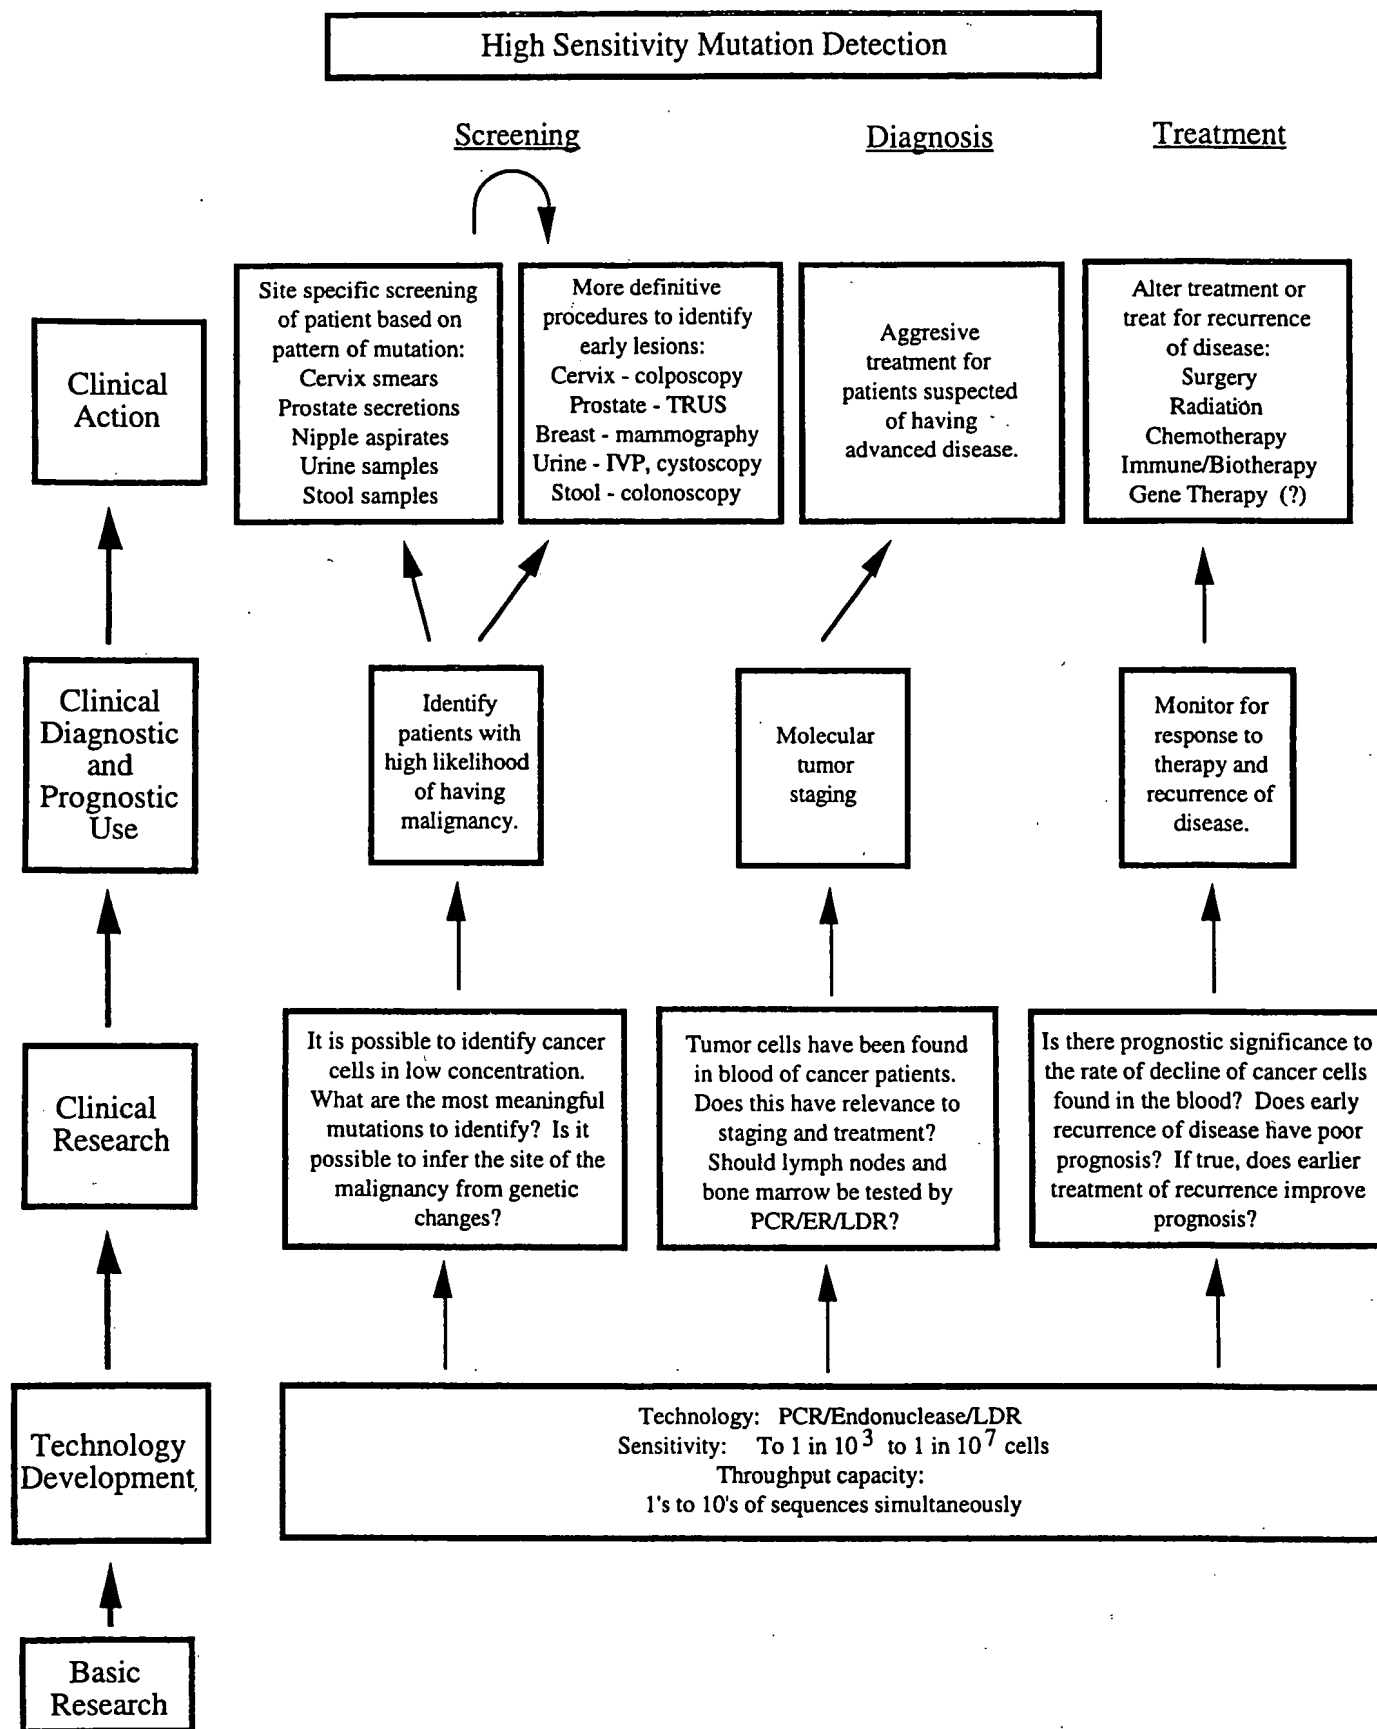 High Sensitivity Mutation Detection
Screening
Diagnosis
Treatment
Clinical
Action
Site specific screening
of patient based on
pattern of mutation:
Cervix smears
Prostate secretions
Nipple aspirates
Urine samples
Stool samples
More definitive
procedures to identify
early lesions:
Cervix - colposcopy
Prostate - TRUS
Breast - mammography
Urine - IVP, cystoscopy
Stool - colonoscopy
Aggresive
treatment for
patients suspected
of having
advanced disease.
Alter treatment or
treat for recurrence
of disease:
Surgery
Radiation
Chemotherapy
Immune/Biotherapy
Gene Therapy (?)
Clinical
Diagnostic
and
Prognostic
Use
Identify
patients with
high likelihood
of having
malignancy.
Molecular
tumor
staging
Monitor for
response to
therapy and
recurrence of
disease.
Clinical
Research
It is possible to identify cancer
cells in low concentration.
What are the most meaningful
mutations to identify? Is it
possible to infer the site of the
malignancy from genetic
changes?
Tumor cells have been found
in blood of cancer patients.
Does this have relevance to
staging and treatment?
Should lymph nodes and
bone marrow be tested by
PCR/ER/LDR?
Is there prognostic significance to
the rate of decline of cancer cells
found in the blood? Does early
recurrence of disease have poor
prognosis? If true, does earlier
treatment of recurrence improve
prognosis?
Technology
Development
Technology: PCR/Endonuclease/LDR
Sensitivity: To 1 in 10³ to 1 in 10⁷ cells
Throughput capacity:
1's to 10's of sequences simultaneously
Basic
Research